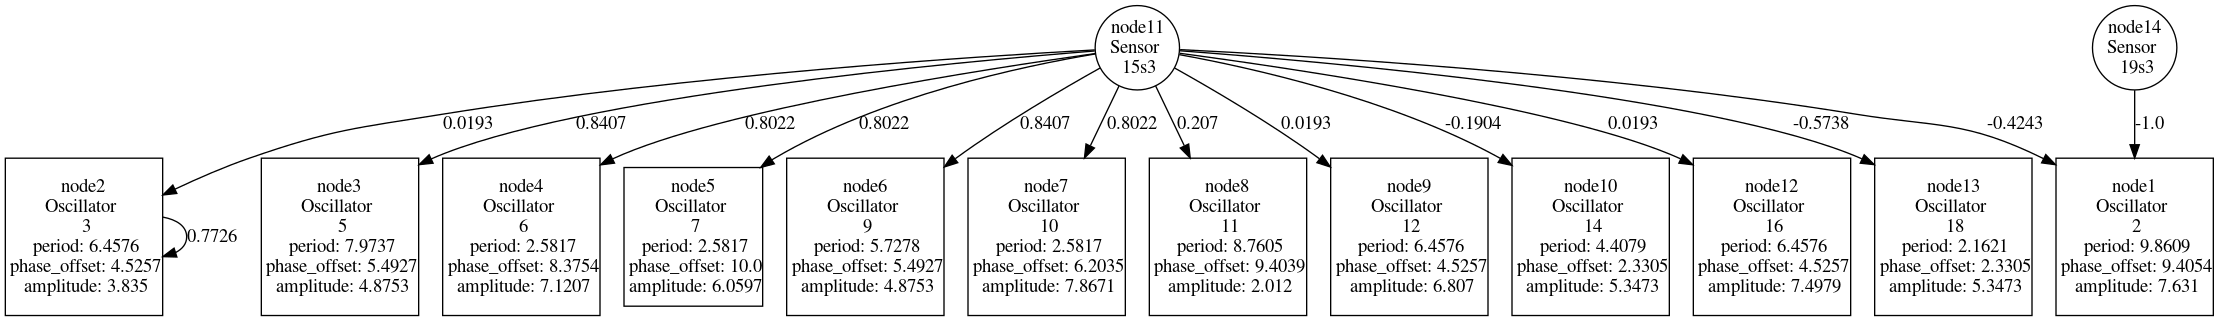 node11
Sensor
15s3
node14
Sensor
19s3
0.0193
0.8407
0.8022
0.8022
0.8407
0.8022
0.207
0.0193
-0.1904
0.0193
-0.5738
-0.4243
-1.0
node2
Oscillator
3
period: 6.4576
phase_offset: 4.5257
amplitude: 3.835
0.7726
node3
Oscillator
5
period: 7.9737
phase_offset: 5.4927
amplitude: 4.8753
node4
Oscillator
6
period: 2.5817
phase_offset: 8.3754
amplitude: 7.1207
node5
Oscillator
7
period: 2.5817
phase_offset: 10.0
amplitude: 6.0597
node6
Oscillator
9
period: 5.7278
phase_offset: 5.4927
amplitude: 4.8753
node7
Oscillator
10
period: 2.5817
phase_offset: 6.2035
amplitude: 7.8671
node8
Oscillator
11
period: 8.7605
phase_offset: 9.4039
amplitude: 2.012
node9
Oscillator
12
period: 6.4576
phase_offset: 4.5257
amplitude: 6.807
node10
Oscillator
14
period: 4.4079
phase_offset: 2.3305
amplitude: 5.3473
node12
Oscillator
16
period: 6.4576
phase_offset: 4.5257
amplitude: 7.4979
node13
Oscillator
18
period: 2.1621
phase_offset: 2.3305
amplitude: 5.3473
node1
Oscillator
2
period: 9.8609
phase_offset: 9.4054
amplitude: 7.631